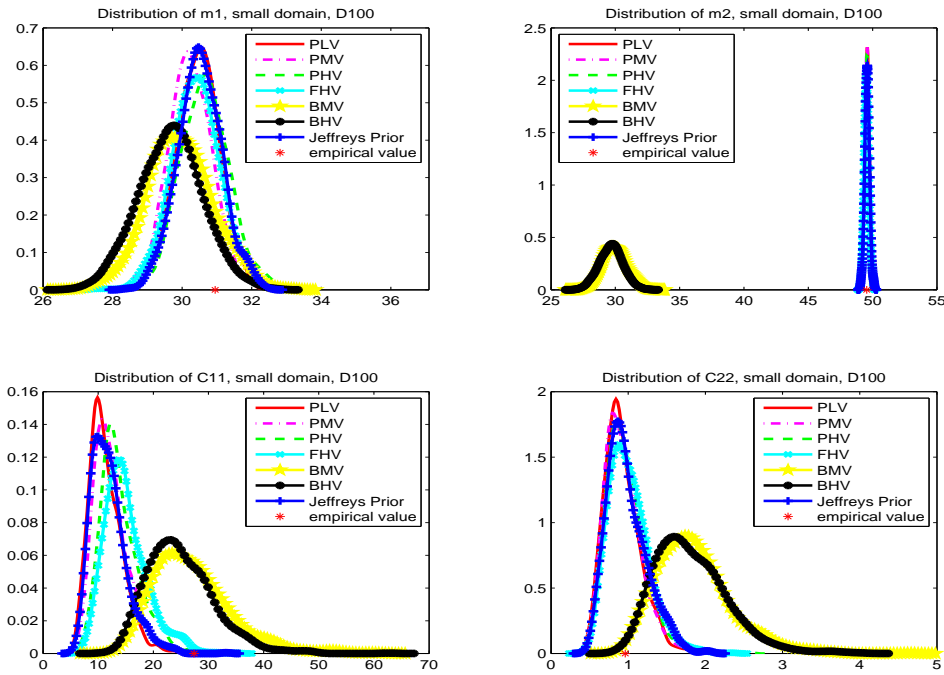 Distribution of m1, small domain, D100
0.7
0.6
0.5
0.4
0.3
0.2
0.1
0
26 28 30 32 34 36
PLV
PMV
PHV
FHV
BMV
BHV
Jeffreys Prior
empirical value
Distribution of m2, small domain, D100
2.5
2
1.5
1
0.5
0
25 30 35 40 45 50 55
PLV
PMV
PHV
FHV
BMV
BHV
Jeffreys Prior
empirical value
Distribution of C11, small domain, D100
0.16
0.14
0.12
0.1
0.08
0.06
0.04
0.02
0
0 10 20 30 40 50 60 70
PLV
PMV
PHV
FHV
BMV
BHV
Jeffreys Prior
empirical value
Distribution of C22, small domain, D100
2
1.5
1
0.5
0
0 1 2 3 4 5
PLV
PMV
PHV
FHV
BMV
BHV
Jeffreys Prior
empirical value